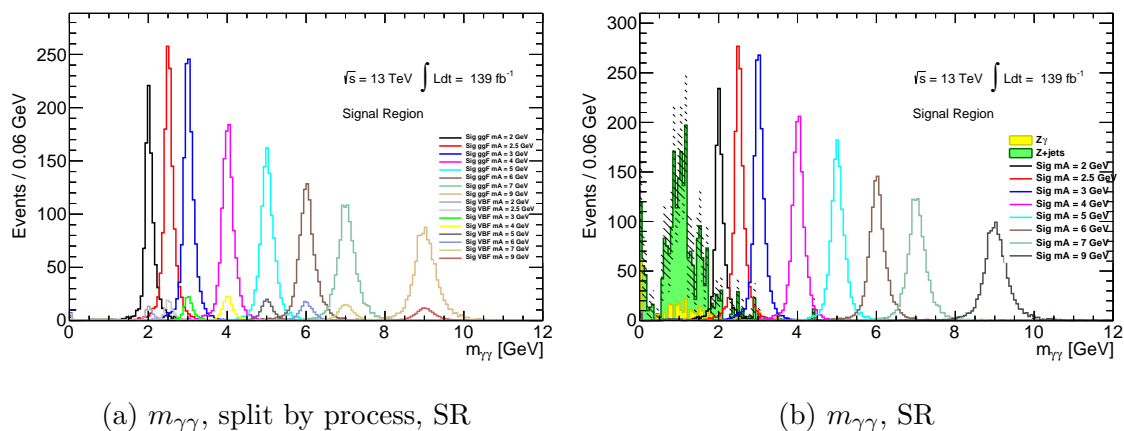 Events / 0.06 GeV
250
200
150
100
50
0
0 2 4 6 8 10 12
m_γγ [GeV]
√s = 13 TeV ∫ Ldt = 139 fb⁻¹
Signal Region
Sig ggF mA = 2 GeV
Sig ggF mA = 2.5 GeV
Sig ggF mA = 3 GeV
Sig ggF mA = 4 GeV
Sig ggF mA = 5 GeV
Sig ggF mA = 6 GeV
Sig ggF mA = 7 GeV
Sig ggF mA = 9 GeV
Sig VBF mA = 2 GeV
Sig VBF mA = 2.5 GeV
Sig VBF mA = 3 GeV
Sig VBF mA = 4 GeV
Sig VBF mA = 5 GeV
Sig VBF mA = 6 GeV
Sig VBF mA = 7 GeV
Sig VBF mA = 9 GeV
(a) m_γγ, split by process, SR
Events / 0.06 GeV
300
250
200
150
100
50
0
0 2 4 6 8 10 12
m_γγ [GeV]
√s = 13 TeV ∫ Ldt = 139 fb⁻¹
Signal Region
Zγ
Z+jets
Sig mA = 2 GeV
Sig mA = 2.5 GeV
Sig mA = 3 GeV
Sig mA = 4 GeV
Sig mA = 5 GeV
Sig mA = 6 GeV
Sig mA = 7 GeV
Sig mA = 9 GeV
(b) m_γγ, SR